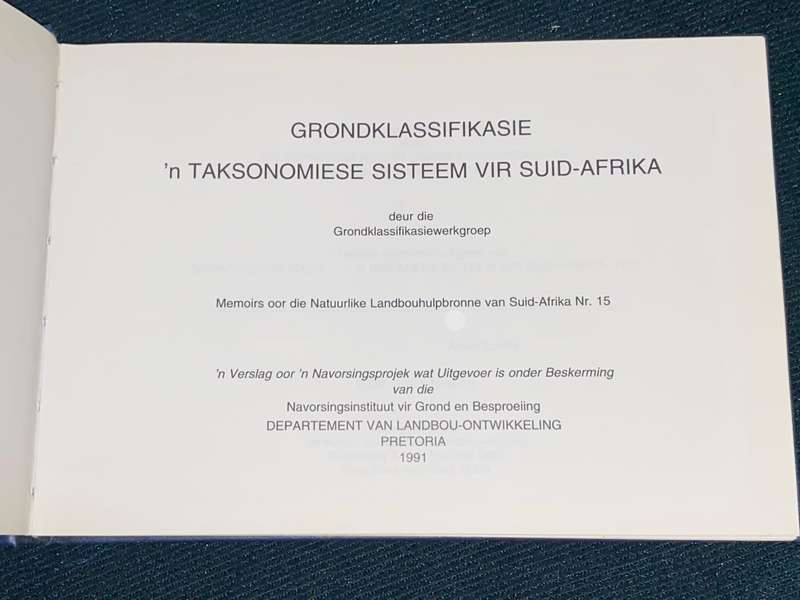 GRONDKLASSIFIKASIE
'n TAKSONOMIESE SISTEEM VIR SUID-AFRIKA
deur die
Grondklassifikasiewerkgroep
Memoirs oor die Natuurlike Landbouhulpbronne van Suid-Afrika Nr. 15
'n Verslag oor 'n Navorsingsprojek wat Uitgevoer is onder Beskerming
van die
Navorsingsinstituut vir Grond en Besproeiing
DEPARTEMENT VAN LANDBOU-ONTWIKKELING
PRETORIA
1991